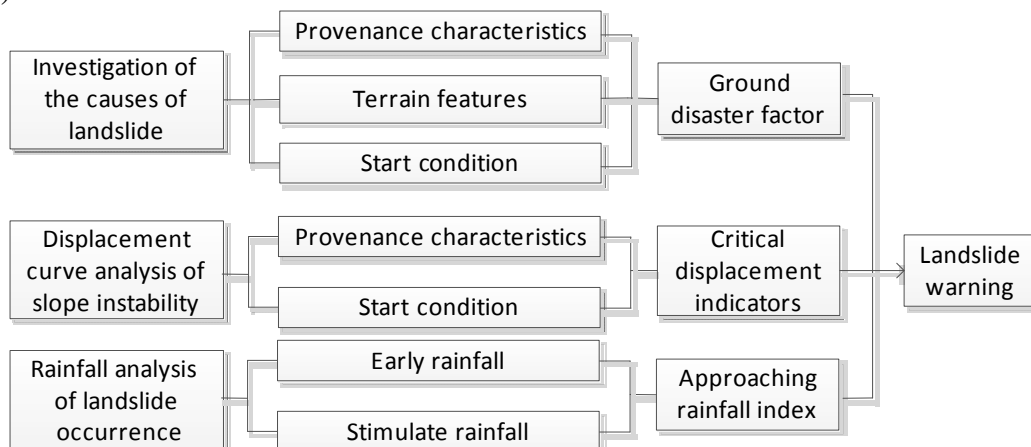 Investigation of
the causes of
landslide
Provenance characteristics
Terrain features
Start condition
Ground
disaster factor
Displacement
curve analysis of
slope instability
Provenance characteristics
Start condition
Critical
displacement
indicators
Rainfall analysis
of landslide
occurrence
Early rainfall
Stimulate rainfall
Approaching
rainfall index
Landslide
warning